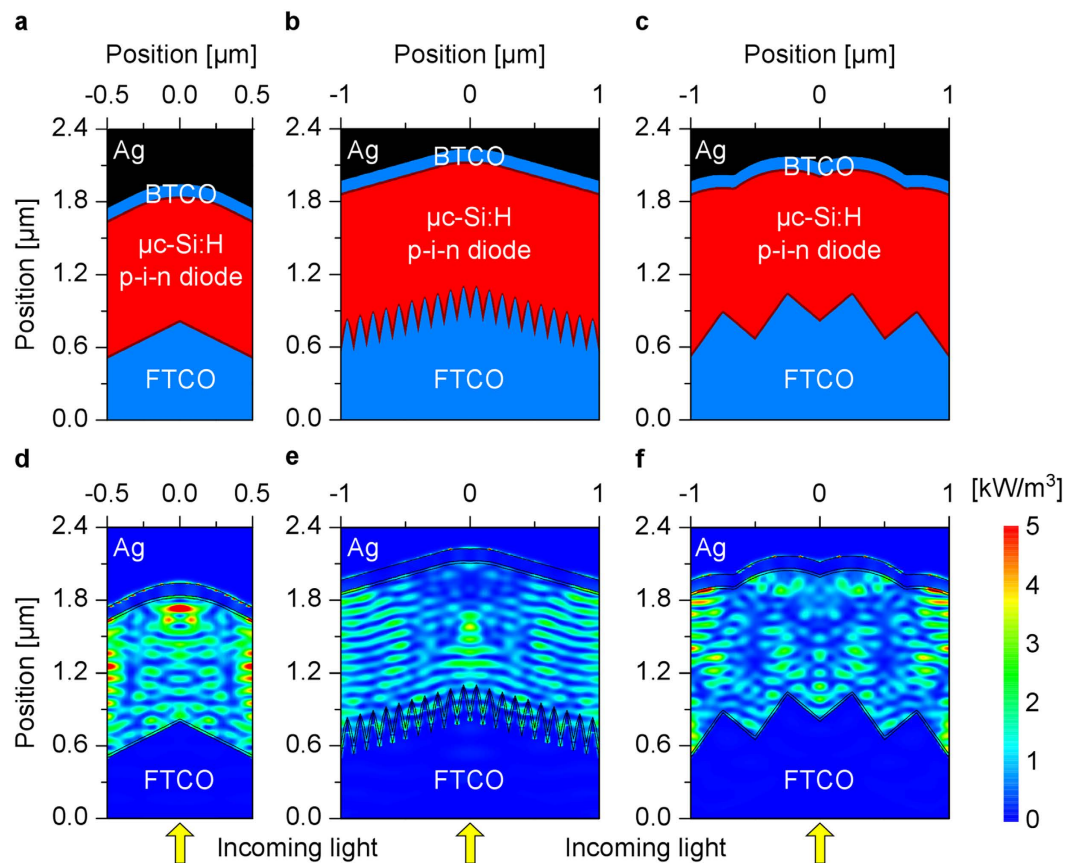 a
b
c
Position [µm]
Position [µm]
Position [µm]
-0.5 0.0 0.5
-1 0 1
-1 0 1
2.4
1.8
1.2
0.6
0.0
Position [µm]
Ag
BTCO
µc-Si:H
p-i-n diode
FTCO
2.4
1.8
1.2
0.6
0.0
Ag
BTCO
µc-Si:H
p-i-n diode
FTCO
2.4
1.8
1.2
0.6
0.0
Ag
BTCO
µc-Si:H
p-i-n diode
FTCO
d
e
f
-0.5 0.0 0.5
-1 0 1
-1 0 1
[kW/m³]
2.4
1.8
1.2
0.6
0.0
Position [µm]
Ag
FTCO
2.4
1.8
1.2
0.6
0.0
Ag
FTCO
2.4
1.8
1.2
0.6
0.0
Ag
FTCO
5
4
3
2
1
0
Incoming light
Incoming light